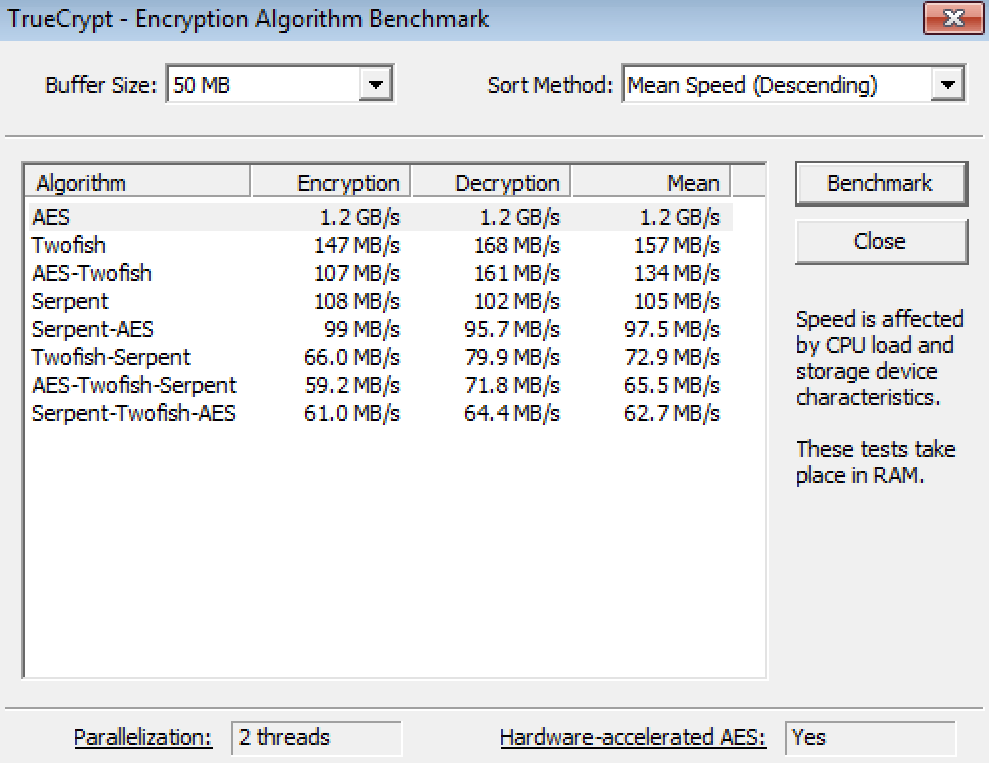 TrueCrypt - Encryption Algorithm Benchmark
Buffer Size: 50 MB Sort Method: Mean Speed (Descending)
Algorithm Encryption Decryption Mean
AES 1.2 GB/s 1.2 GB/s 1.2 GB/s
Twofish 147 MB/s 168 MB/s 157 MB/s
AES-Twofish 107 MB/s 161 MB/s 134 MB/s
Serpent 108 MB/s 102 MB/s 105 MB/s
Serpent-AES 99 MB/s 95.7 MB/s 97.5 MB/s
Twofish-Serpent 66.0 MB/s 79.9 MB/s 72.9 MB/s
AES-Twofish-Serpent 59.2 MB/s 71.8 MB/s 65.5 MB/s
Serpent-Twofish-AES 61.0 MB/s 64.4 MB/s 62.7 MB/s
Benchmark
Close
Speed is affected
by CPU load and
storage device
characteristics.
These tests take
place in RAM.
Parallelization: 2 threads Hardware-accelerated AES: Yes